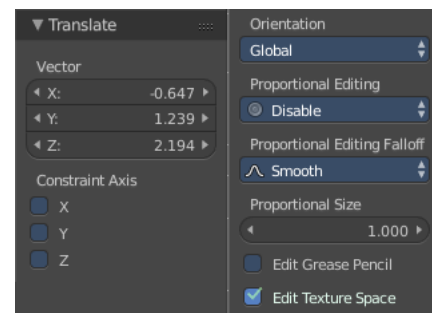 Translate
Vector
X: -0.647
Y: 1.239
Z: 2.194
Constraint Axis
X
Y
Z
Orientation
Global
Proportional Editing
Disable
Proportional Editing Falloff
Smooth
Proportional Size
1.000
Edit Grease Pencil
Edit Texture Space